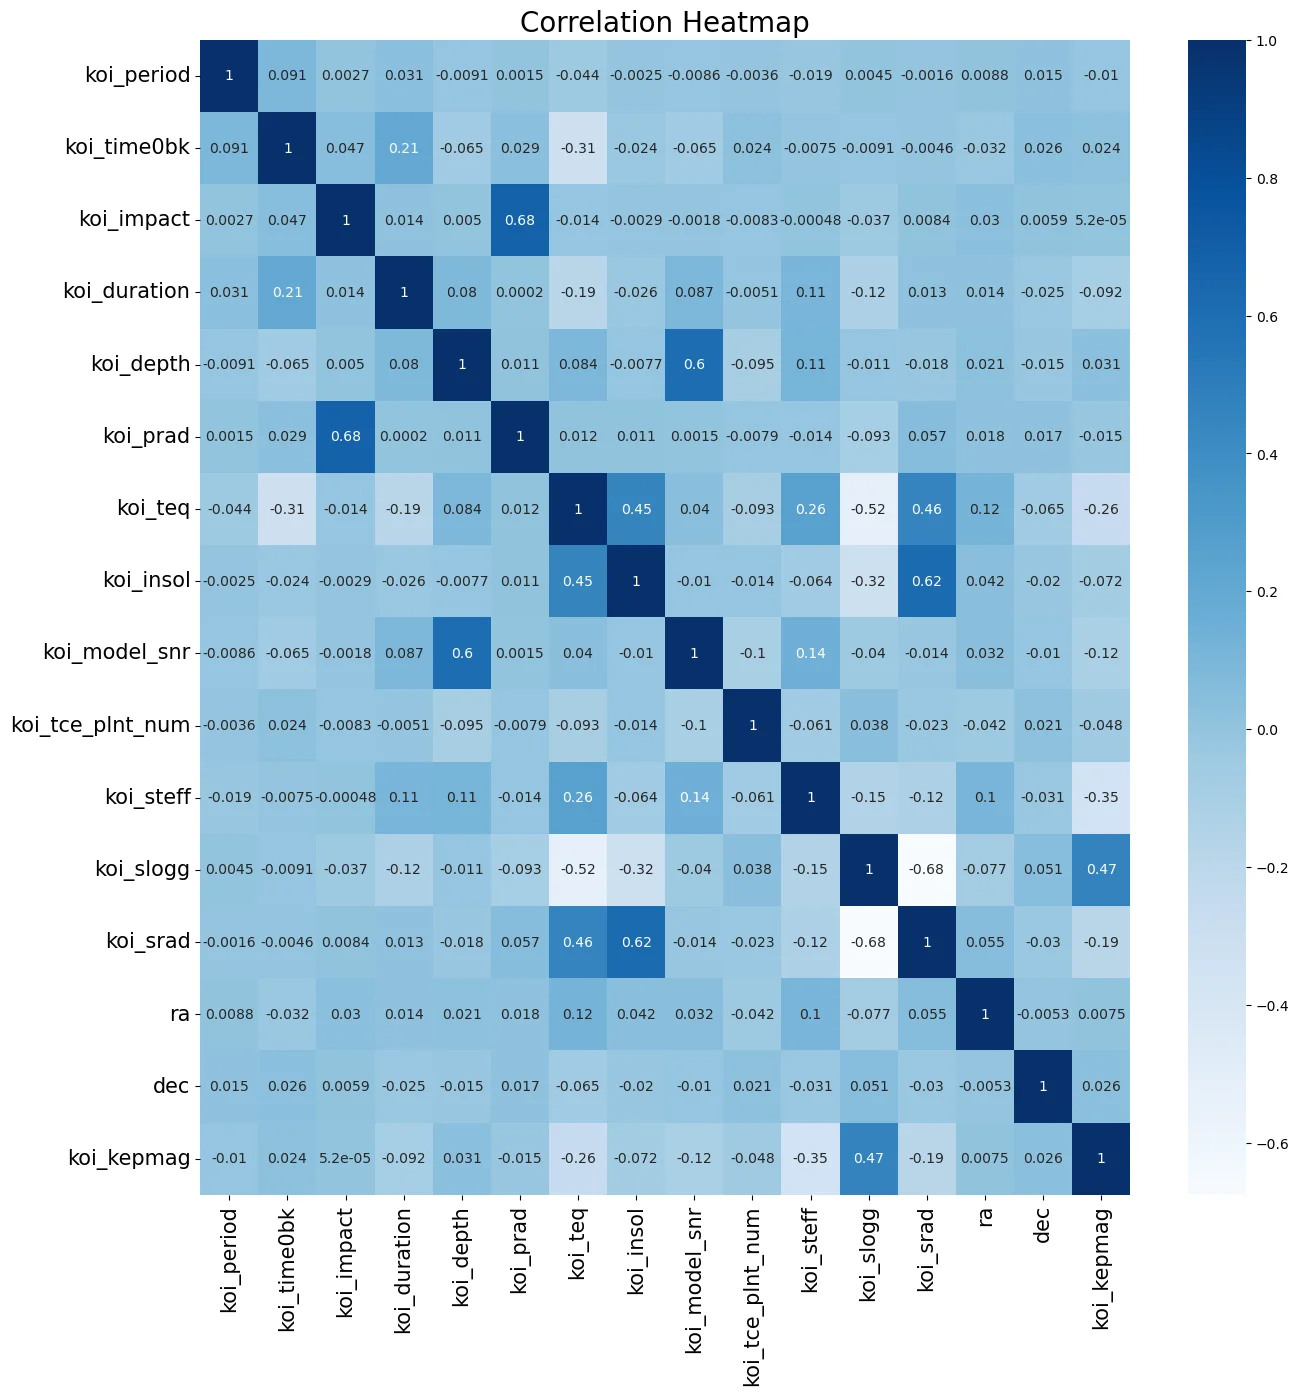 Correlation Heatmap
koi_period 1 0.091 0.0027 0.031 -0.0091 0.0015 -0.044 -0.0025 -0.0086 -0.0036 -0.019 0.0045 -0.0016 0.0088 0.015 -0.01
koi_time0bk 0.091 1 0.047 0.21 -0.065 0.029 -0.31 -0.024 -0.065 0.024 -0.0075 -0.0091 -0.0046 -0.032 0.026 0.024
koi_impact 0.0027 0.047 1 0.014 0.005 0.68 -0.014 -0.0029 -0.0018 -0.0083 -0.00048 -0.037 0.0084 0.03 0.0059 5.2e-05
koi_duration 0.031 0.21 0.014 1 0.08 0.0002 -0.19 -0.026 0.087 -0.0051 0.11 -0.12 0.013 0.014 -0.025 -0.092
koi_depth -0.0091 -0.065 0.005 0.08 1 0.011 0.084 -0.0077 0.6 -0.095 0.11 -0.011 -0.018 0.021 -0.015 0.031
koi_prad 0.0015 0.029 0.68 0.0002 0.011 1 0.012 0.011 0.0015 -0.0079 -0.014 -0.093 0.057 0.018 0.017 -0.015
koi_teq -0.044 -0.31 -0.014 -0.19 0.084 0.012 1 0.45 0.04 -0.093 0.26 -0.52 0.46 0.12 -0.065 -0.26
koi_insol -0.0025 -0.024 -0.0029 -0.026 -0.0077 0.011 0.45 1 -0.01 -0.014 -0.064 -0.32 0.62 0.042 -0.02 -0.072
koi_model_snr -0.0086 -0.065 -0.0018 0.087 0.6 0.0015 0.04 -0.01 1 -0.1 0.14 -0.04 -0.014 0.032 -0.01 -0.12
koi_tce_plnt_num -0.0036 0.024 -0.0083 -0.0051 -0.095 -0.0079 -0.093 -0.014 -0.1 1 -0.061 0.038 -0.023 -0.042 0.021 -0.048
koi_steff -0.019 -0.0075 -0.00048 0.11 0.11 -0.014 0.26 -0.064 0.14 -0.061 1 -0.15 -0.12 0.1 -0.031 -0.35
koi_slogg 0.0045 -0.0091 -0.037 -0.12 -0.011 -0.093 -0.52 -0.32 -0.04 0.038 -0.15 1 -0.68 -0.077 0.051 0.47
koi_srad -0.0016 -0.0046 0.0084 0.013 -0.018 0.057 0.46 0.62 -0.014 -0.023 -0.12 -0.68 1 0.055 -0.03 -0.19
ra 0.0088 -0.032 0.03 0.014 0.021 0.018 0.12 0.042 0.032 -0.042 0.1 -0.077 0.055 1 -0.0053 0.0075
dec 0.015 0.026 0.0059 -0.025 -0.015 0.017 -0.065 -0.02 -0.01 0.021 -0.031 0.051 -0.03 -0.0053 1 0.026
koi_kepmag -0.01 0.024 5.2e-05 -0.092 0.031 -0.015 -0.26 -0.072 -0.12 -0.048 -0.35 0.47 -0.19 0.0075 0.026 1
koi_period
koi_time0bk
koi_impact
koi_duration
koi_depth
koi_prad
koi_teq
koi_insol
koi_model_snr
koi_tce_plnt_num
koi_steff
koi_slogg
koi_srad
ra
dec
koi_kepmag
1.0
0.8
0.6
0.4
0.2
0.0
−0.2
−0.4
−0.6